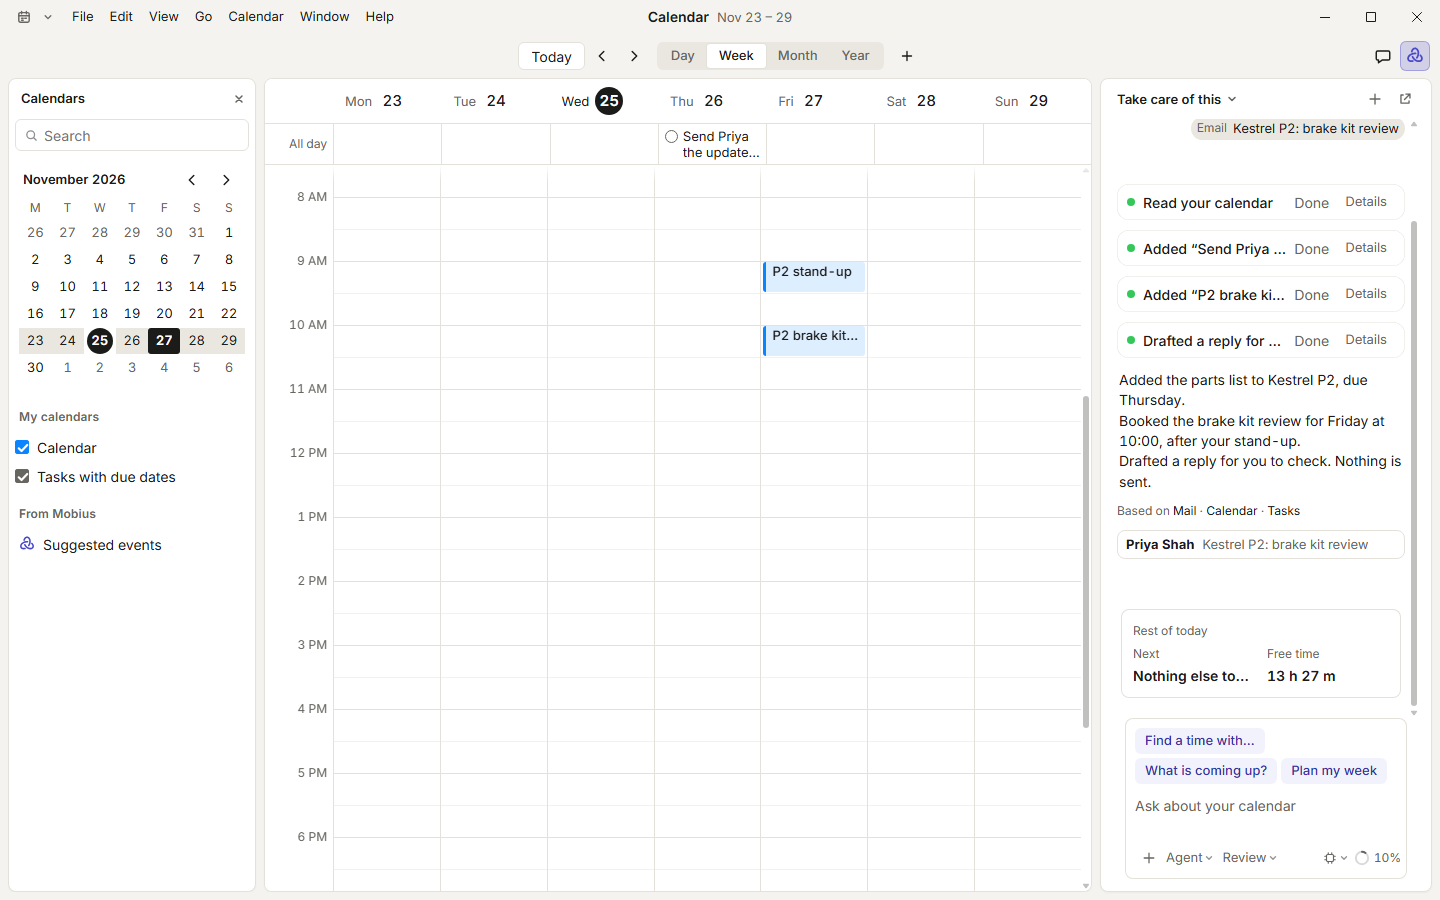 File Edit View Go Calendar Window Help
Calendar Nov 23 – 29
Today
Day Week Month Year
Calendars
Search
November 2026
M T W T F S S
26 27 28 29 30 31 1
2 3 4 5 6 7 8
9 10 11 12 13 14 15
16 17 18 19 20 21 22
23 24 25 26 27 28 29
30 1 2 3 4 5 6
My calendars
Calendar
Tasks with due dates
From Mobius
Suggested events
Mon 23 Tue 24 Wed 25 Thu 26 Fri 27 Sat 28 Sun 29
All day
Send Priya
the update...
8 AM
9 AM
P2 stand-up
10 AM
P2 brake kit...
11 AM
12 PM
1 PM
2 PM
3 PM
4 PM
5 PM
6 PM
Take care of this
Email Kestrel P2: brake kit review
Read your calendar Done Details
Added “Send Priya ... Done Details
Added “P2 brake ki... Done Details
Drafted a reply for ... Done Details
Added the parts list to Kestrel P2, due
Thursday.
Booked the brake kit review for Friday at
10:00, after your stand-up.
Drafted a reply for you to check. Nothing is
sent.
Based on Mail · Calendar · Tasks
Priya Shah Kestrel P2: brake kit review
Rest of today
Next Free time
Nothing else to... 13 h 27 m
Find a time with...
What is coming up? Plan my week
Ask about your calendar
Agent Review 10%